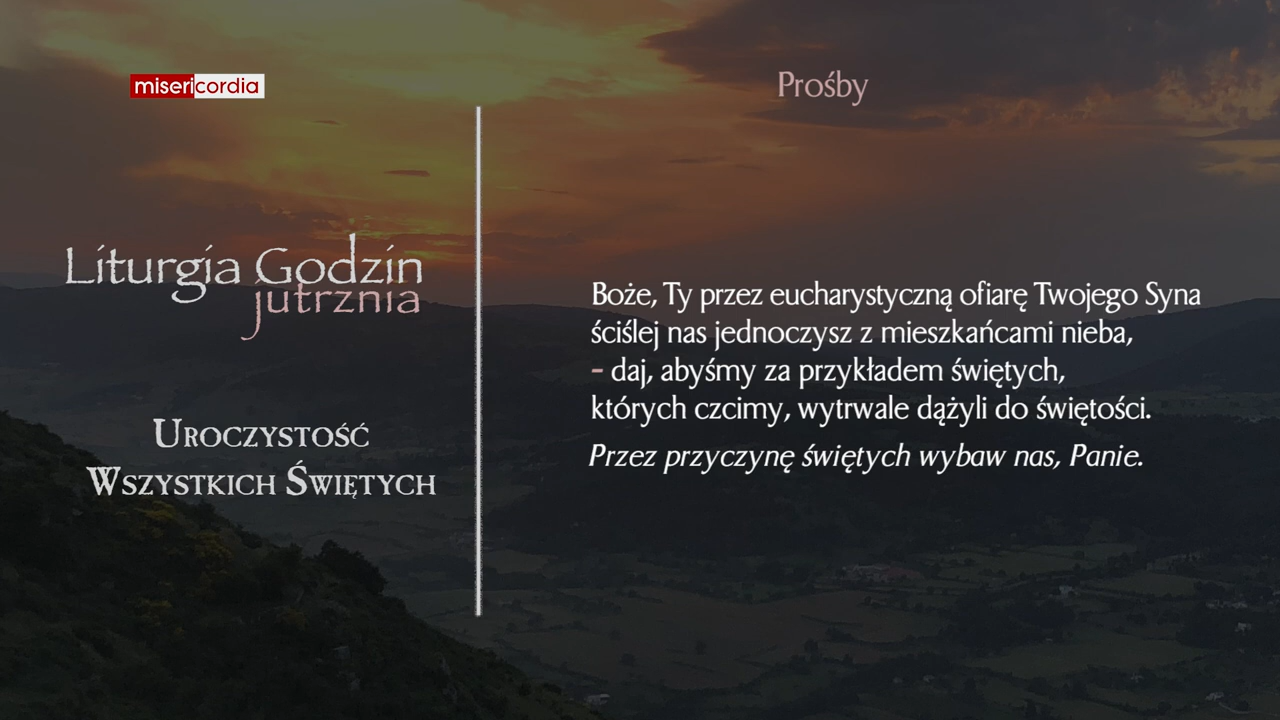 misericordia
Liturgia Godzin
jutrznia
Uroczystość
Wszystkich Świętych
Prośby
Boże, Ty przez eucharystyczną ofiarę Twojego Syna
ściślej nas jednoczysz z mieszkańcami nieba,
- daj, abyśmy za przykładem świętych,
których czcimy, wytrwale dążyli do świętości.
Przez przyczynę świętych wybaw nas, Panie.